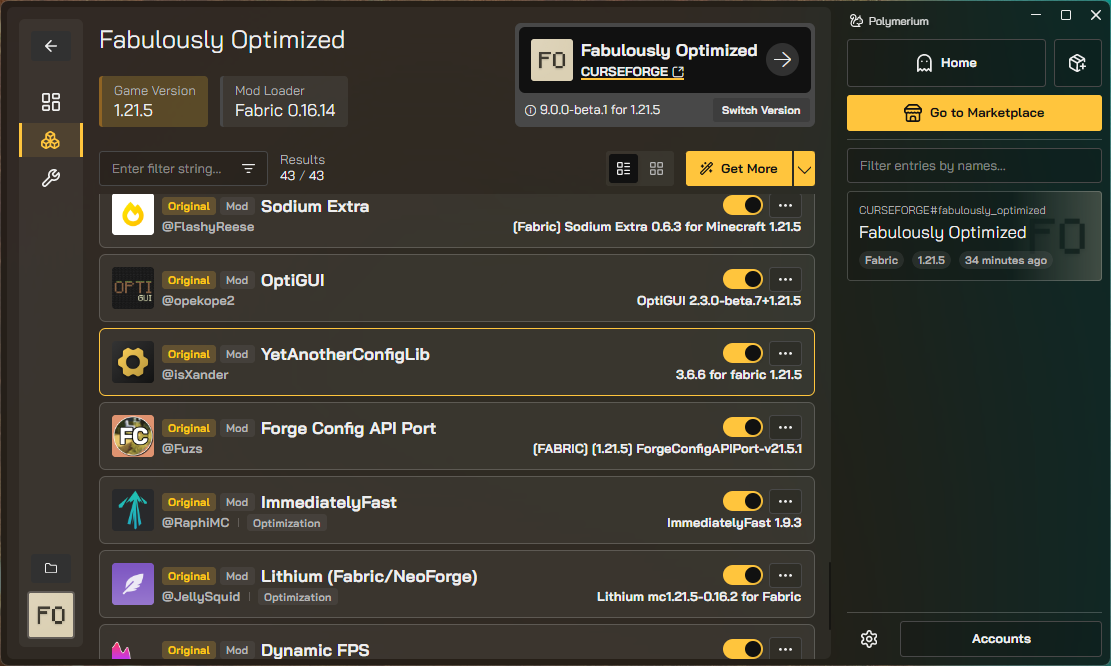 Fabulously Optimized
Game Version
1.21.5
Mod Loader
Fabric 0.16.14
FO
Fabulously Optimized
CURSEFORGE
9.0.0-beta.1 for 1.21.5
Switch Version
Enter filter string...
Results
43 / 43
Get More
Original Mod Sodium Extra
@FlashyReese
(Fabric) Sodium Extra 0.6.3 for Minecraft 1.21.5
OPTI
GUI
Original Mod OptiGUI
@opekope2
OptiGUI 2.3.0-beta.7+1.21.5
Original Mod YetAnotherConfigLib
@isXander
3.6.6 for fabric 1.21.5
FC
Original Mod Forge Config API Port
@Fuzs
(FABRIC) (1.21.5) ForgeConfigAPIPort-v21.5.1
Original Mod ImmediatelyFast
@RaphiMC Optimization
ImmediatelyFast 1.9.3
Original Mod Lithium (Fabric/NeoForge)
@JellySquid Optimization
Lithium mc1.21.5-0.16.2 for Fabric
Original Mod Dynamic FPS
FO
Polymerium
Home
Go to Marketplace
Filter entries by names...
CURSEFORGE#fabulously_optimized
Fabulously Optimized
FO
Fabric 1.21.5 34 minutes ago
Accounts